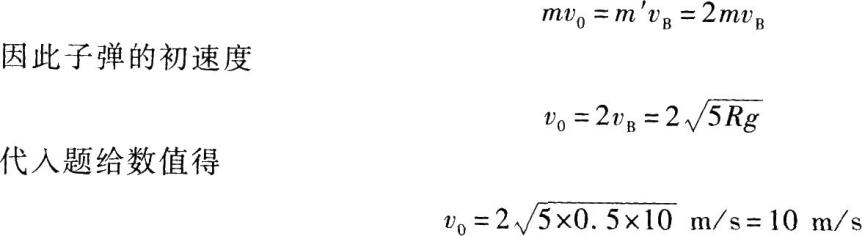 mv₀ = m′v_B = 2mv_B
因此子弹的初速度
v₀ = 2v_B = 2√(5Rg)
代入题给数值得
v₀ = 2√(5×0.5×10) m/s = 10 m/s